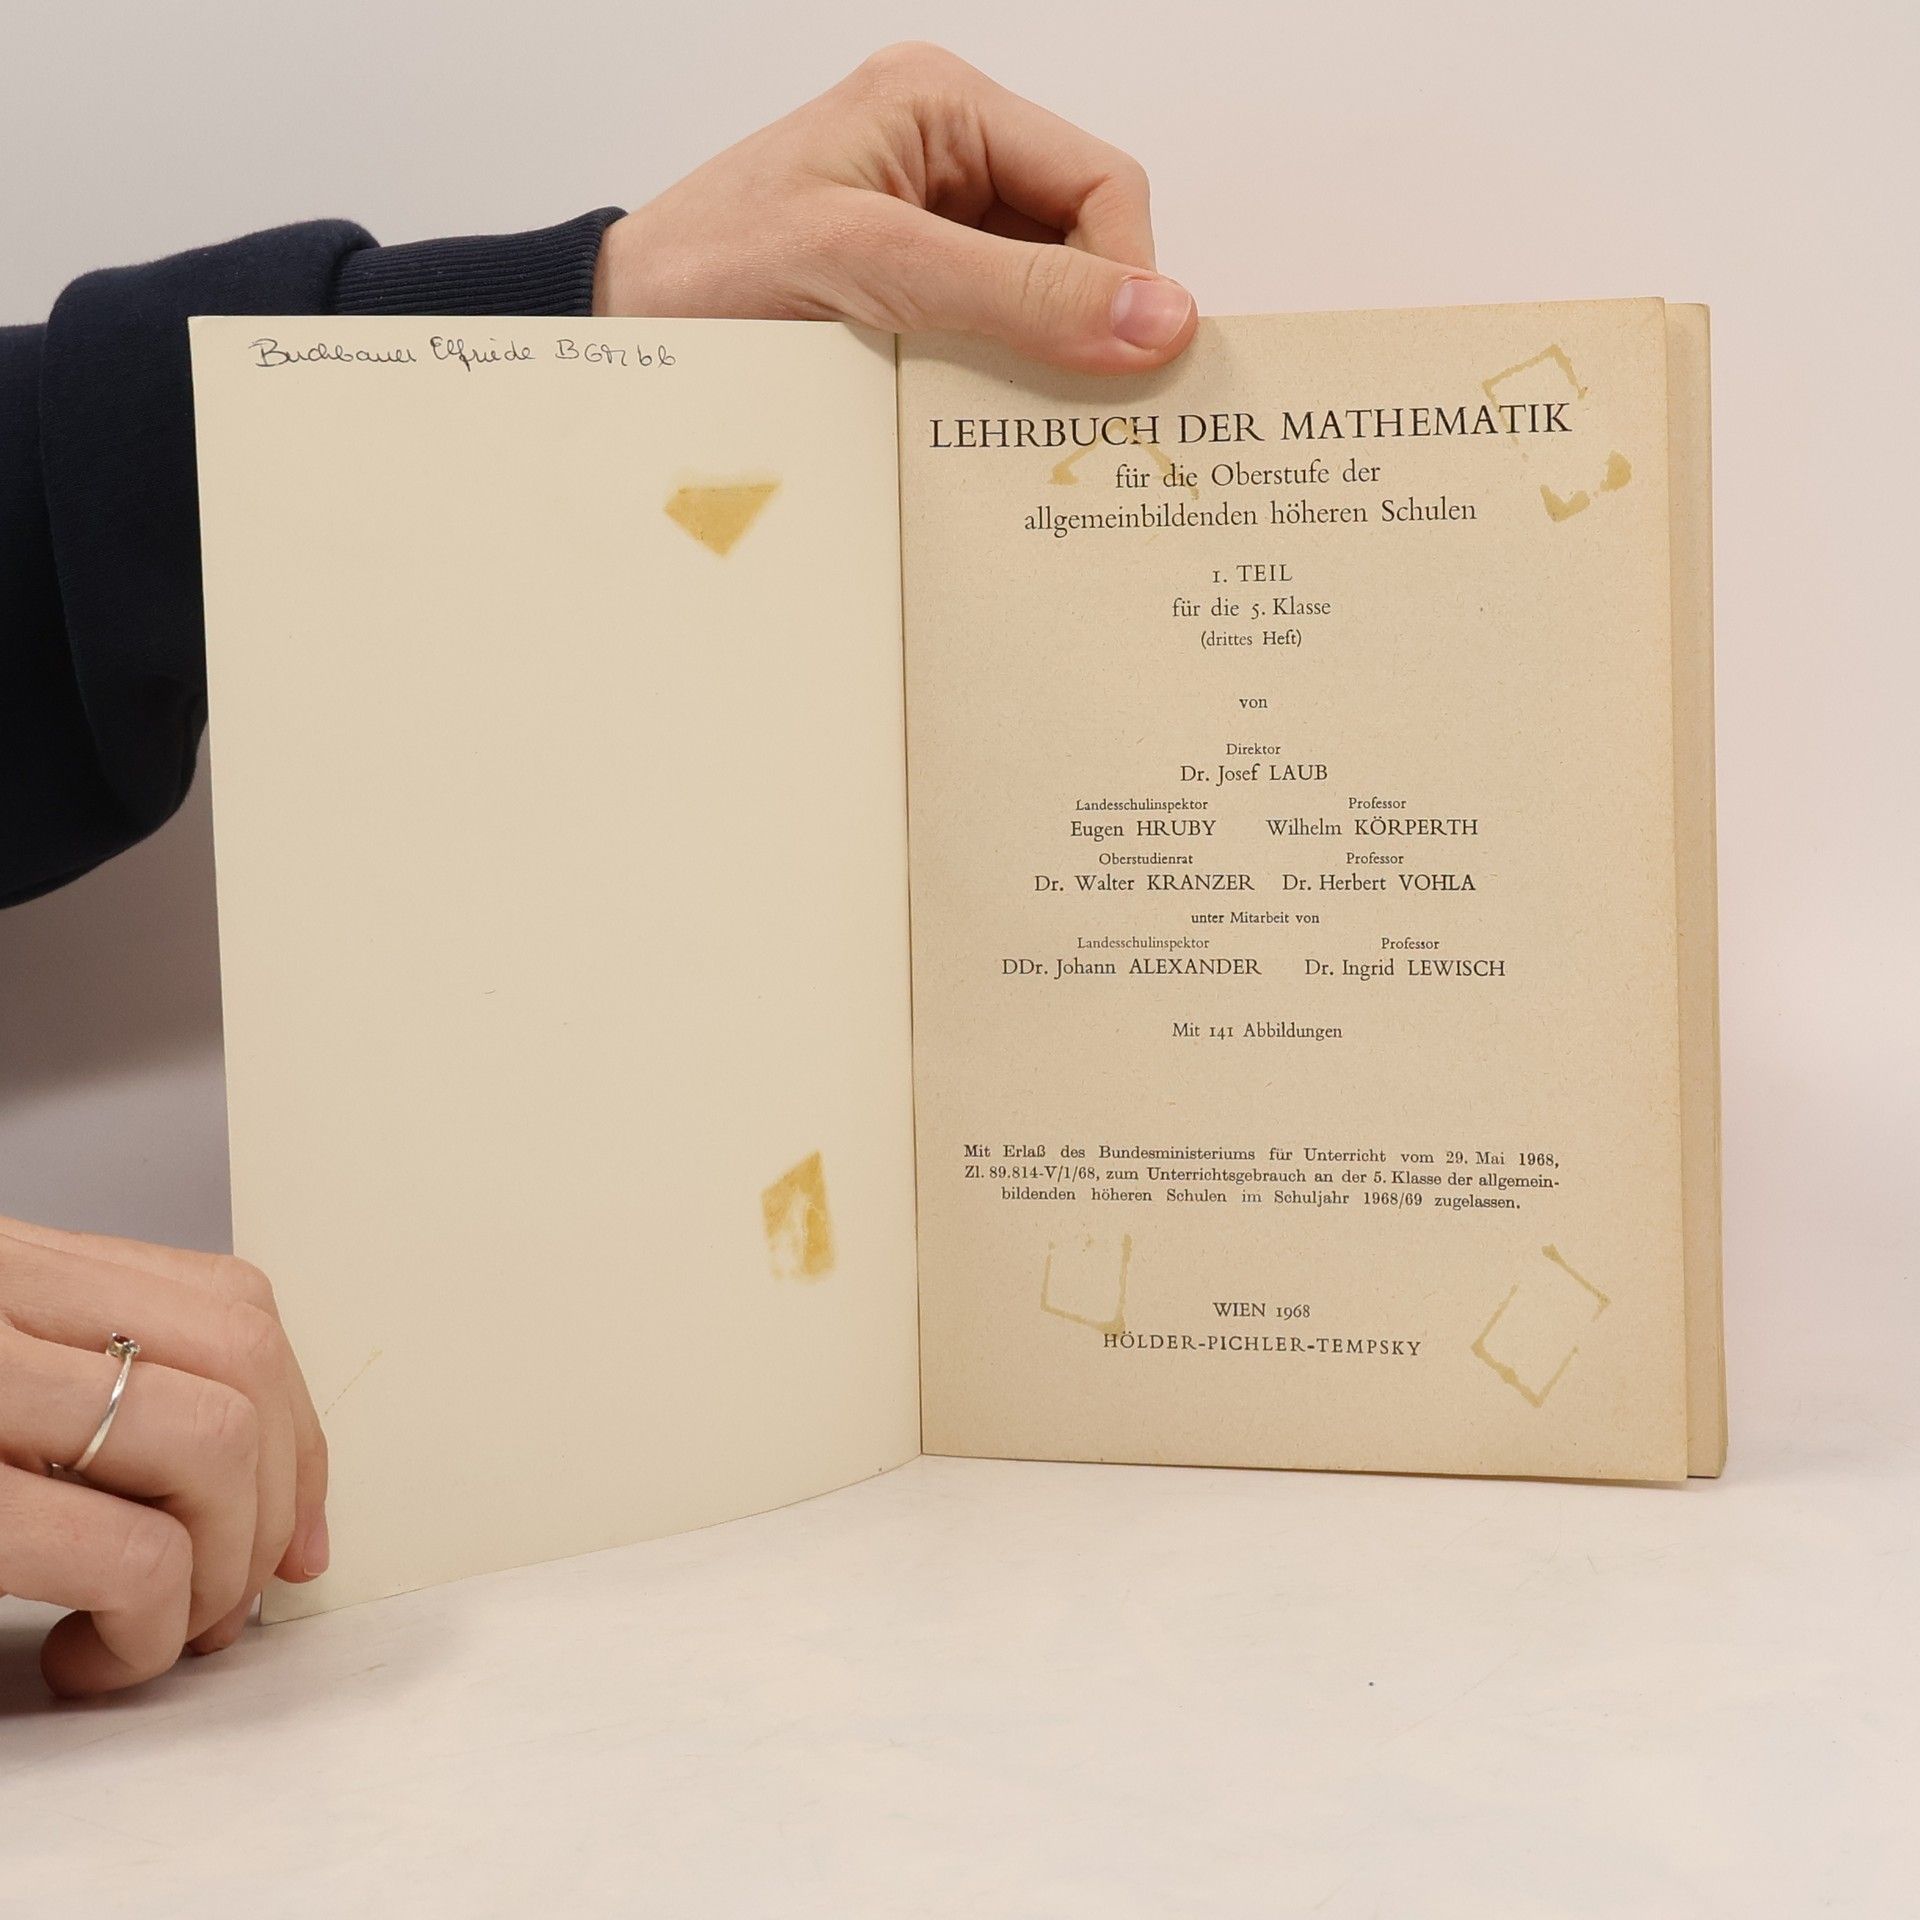 Buchbauer Elfriede
LEHRBUCH DER MATHEMATIK
für die Oberstufe der
allgemeinbildenden höheren Schulen
1. TEIL
für die 5. Klasse
(drittes Heft)
von
Direktor
Dr. Josef LAUB
Landesschulinspektor Professor
Eugen HRUBY Wilhelm KÖRPERTH
Oberstudienrat Professor
Dr. Walter KRANZER Dr. Herbert VOHLA
unter Mitarbeit von
Landesschulinspektor Professor
DDr. Johann ALEXANDER Dr. Ingrid LEWISCH
Mit 141 Abbildungen
Mit Erlaß des Bundesministeriums für Unterricht vom 29. Mai 1968,
Zl. 89.814-V/1/68, zum Unterrichtsgebrauch an der 5. Klasse der allgemein-
bildenden höheren Schulen im Schuljahr 1968/69 zugelassen.
WIEN 1968
HÖLDER-PICHLER-TEMPSKY